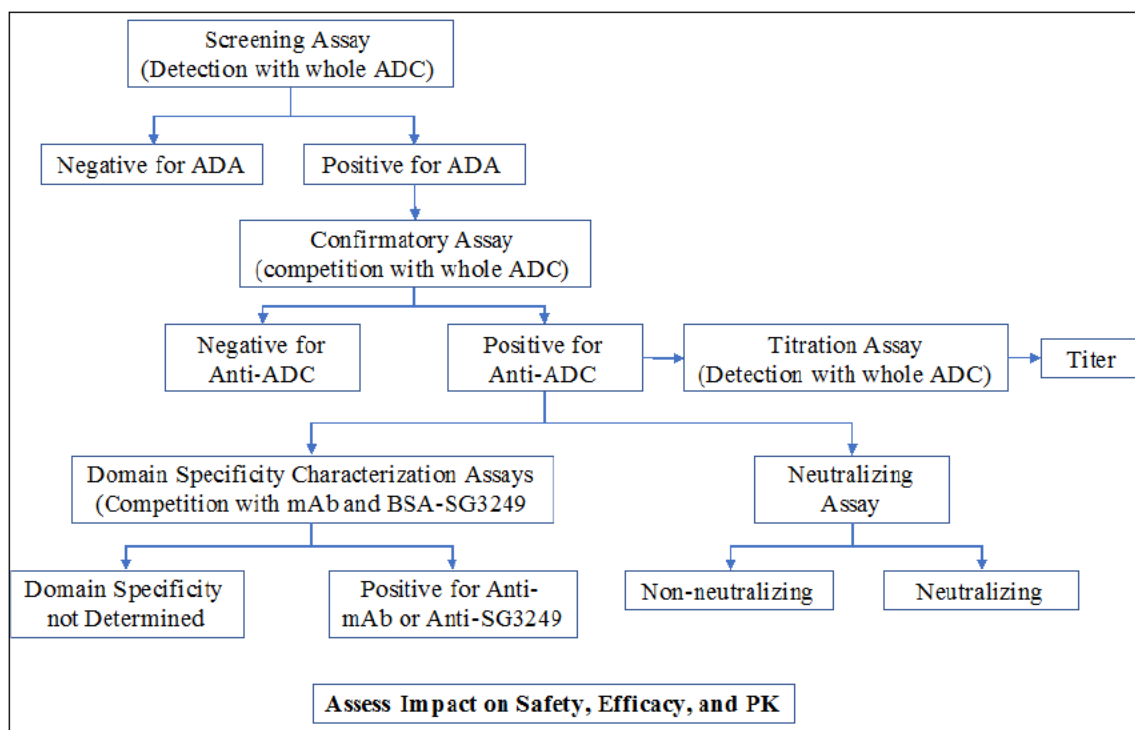 Screening Assay
(Detection with whole ADC)
Negative for ADA
Positive for ADA
Confirmatory Assay
(competition with whole ADC)
Negative for
Anti-ADC
Positive for
Anti-ADC
Titration Assay
(Detection with whole ADC)
Titer
Domain Specificity Characterization Assays
(Competition with mAb and BSA-SG3249
Neutralizing
Assay
Domain Specificity
not Determined
Positive for Anti-
mAb or Anti-SG3249
Non-neutralizing
Neutralizing
Assess Impact on Safety, Efficacy, and PK